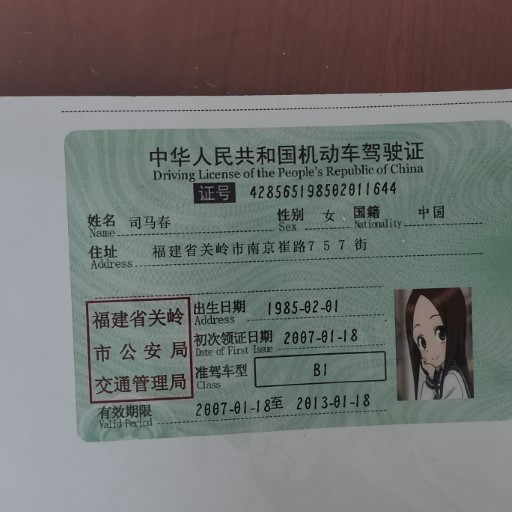 中华人民共和国机动车驾驶证
Driving License of the People's Republic of China
证号 428565198502011644
姓名 司马春 性别 女 国籍 中国
Name Sex Nationality
住址 福建省关岭市南京崔路757街
Address
福建省关岭
市公安局
交通管理局
出生日期 1985-02-01
Address
初次领证日期 2007-01-18
Date of First Issue
准驾车型 B1
Class
有效期限 2007-01-18至 2013-01-18
Valid Period